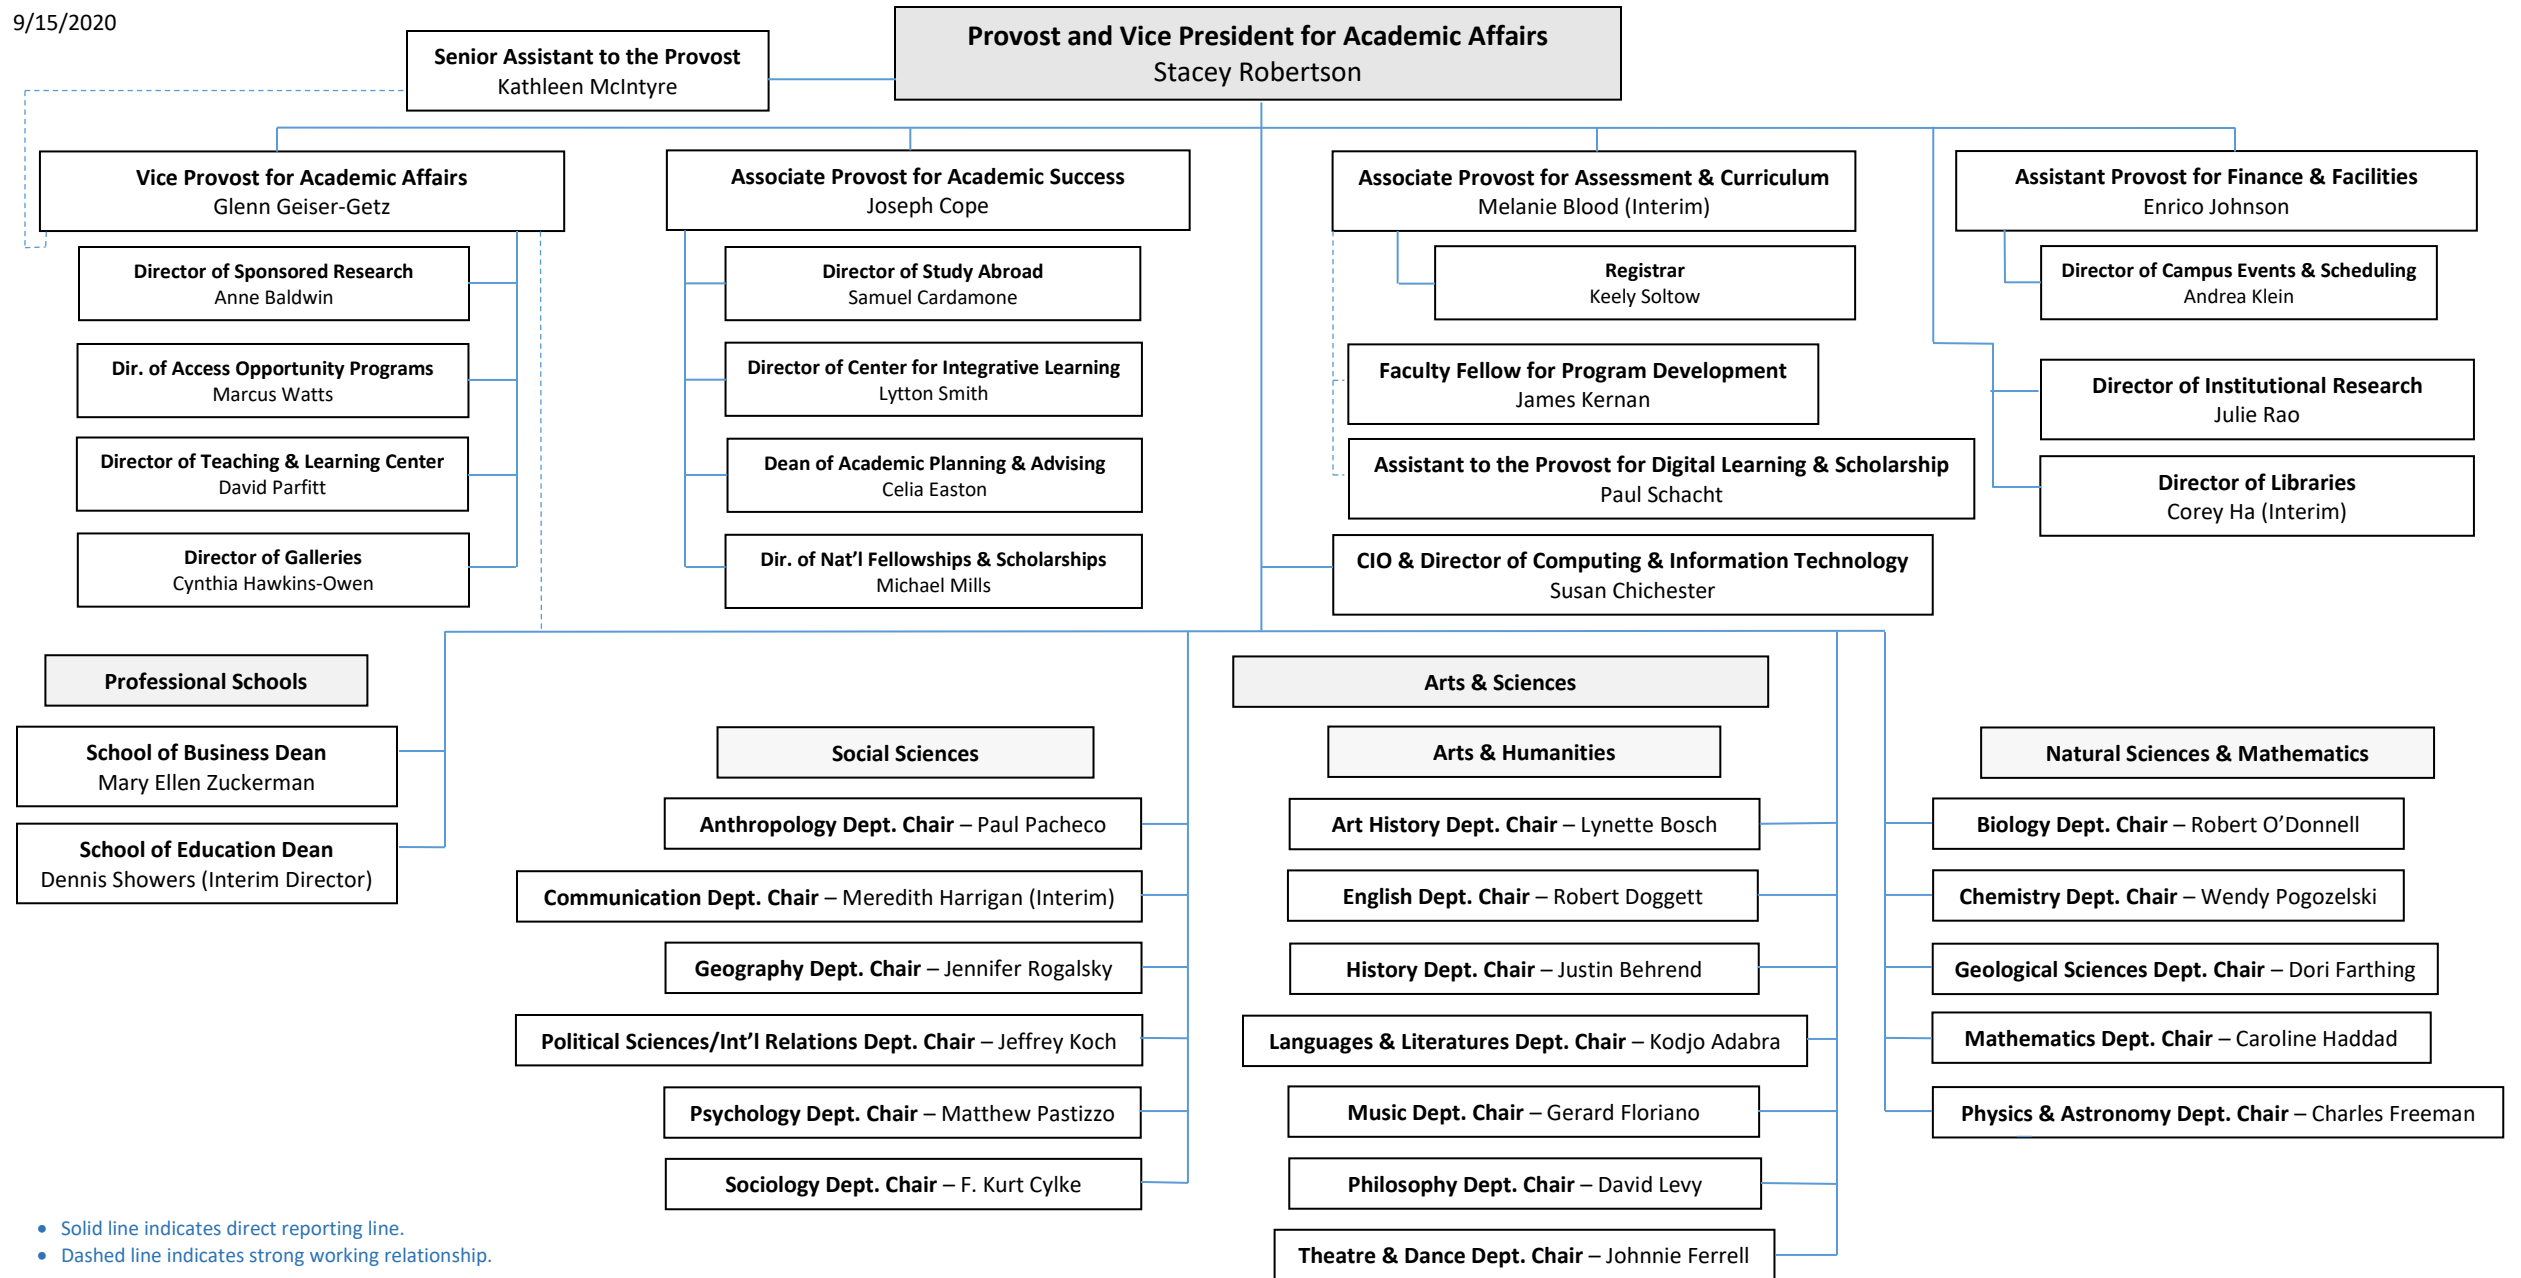 9/15/2020
Senior Assistant to the Provost
Kathleen McIntyre
Provost and Vice President for Academic Affairs
Stacey Robertson
Vice Provost for Academic Affairs
Glenn Geiser-Getz
Associate Provost for Academic Success
Joseph Cope
Associate Provost for Assessment & Curriculum
Melanie Blood (Interim)
Assistant Provost for Finance & Facilities
Enrico Johnson
Director of Sponsored Research
Anne Baldwin
Dir. of Access Opportunity Programs
Marcus Watts
Director of Teaching & Learning Center
David Parfitt
Director of Galleries
Cynthia Hawkins-Owen
Director of Study Abroad
Samuel Cardamone
Director of Center for Integrative Learning
Lytton Smith
Dean of Academic Planning & Advising
Celia Easton
Dir. of Nat’l Fellowships & Scholarships
Michael Mills
Registrar
Keely Soltow
Faculty Fellow for Program Development
James Kernan
Assistant to the Provost for Digital Learning & Scholarship
Paul Schacht
CIO & Director of Computing & Information Technology
Susan Chichester
Director of Campus Events & Scheduling
Andrea Klein
Director of Institutional Research
Julie Rao
Director of Libraries
Corey Ha (Interim)
Professional Schools
School of Business Dean
Mary Ellen Zuckerman
School of Education Dean
Dennis Showers (Interim Director)
Arts & Sciences
Social Sciences
Anthropology Dept. Chair – Paul Pacheco
Communication Dept. Chair – Meredith Harrigan (Interim)
Geography Dept. Chair – Jennifer Rogalsky
Political Sciences/Int’l Relations Dept. Chair – Jeffrey Koch
Psychology Dept. Chair – Matthew Pastizzo
Sociology Dept. Chair – F. Kurt Cylke
Arts & Humanities
Art History Dept. Chair – Lynette Bosch
English Dept. Chair – Robert Doggett
History Dept. Chair – Justin Behrend
Languages & Literatures Dept. Chair – Kodjo Adabra
Music Dept. Chair – Gerard Floriano
Philosophy Dept. Chair – David Levy
Theatre & Dance Dept. Chair – Johnnie Ferrell
Natural Sciences & Mathematics
Biology Dept. Chair – Robert O’Donnell
Chemistry Dept. Chair – Wendy Pogozelski
Geological Sciences Dept. Chair – Dori Farthing
Mathematics Dept. Chair – Caroline Haddad
Physics & Astronomy Dept. Chair – Charles Freeman
• Solid line indicates direct reporting line.
• Dashed line indicates strong working relationship.